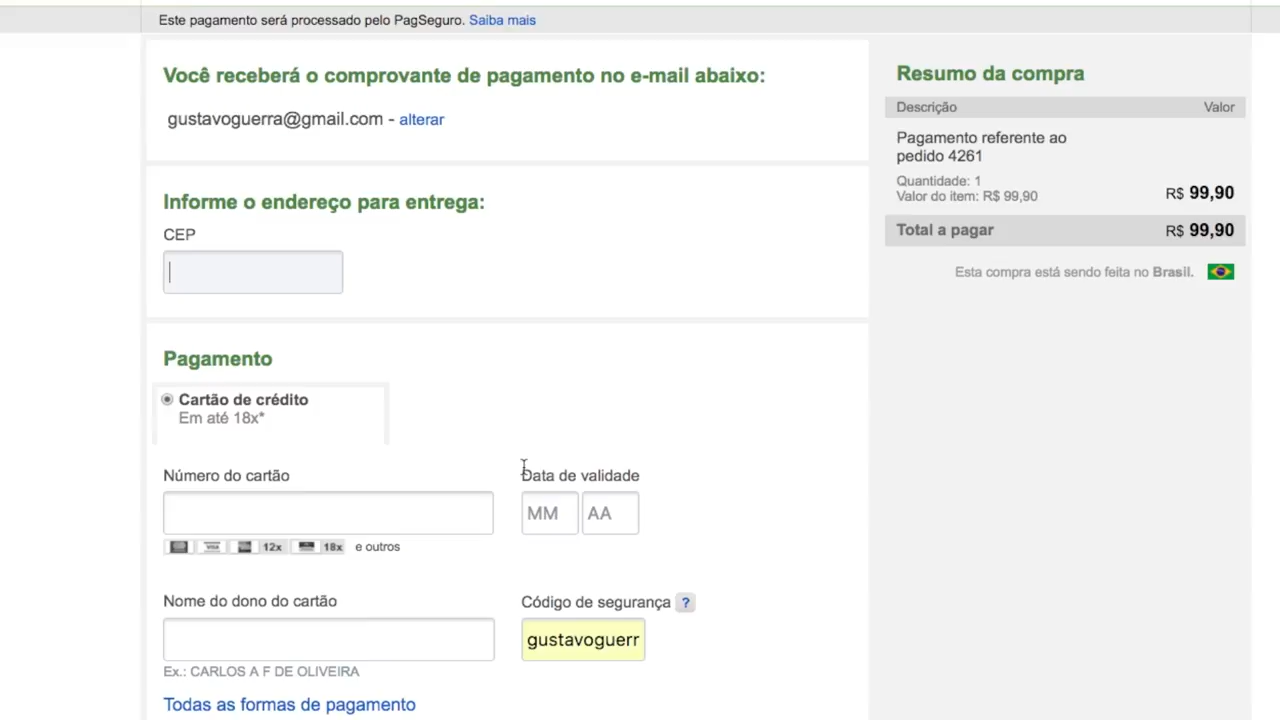 Este pagamento será processado pelo PagSeguro. Saiba mais
Você receberá o comprovante de pagamento no e-mail abaixo:
gustavoguerra@gmail.com - alterar
Informe o endereço para entrega:
CEP
Pagamento
Cartão de crédito
Em até 18x*
Número do cartão
Data de validade
MM AA
VISA 12x 18x e outros
Nome do dono do cartão
Código de segurança ?
gustavoguerr
Ex.: CARLOS A F DE OLIVEIRA
Todas as formas de pagamento
Resumo da compra
Descrição Valor
Pagamento referente ao
pedido 4261
Quantidade: 1
Valor do item: R$ 99,90
R$ 99,90
Total a pagar R$ 99,90
Esta compra está sendo feita no Brasil.